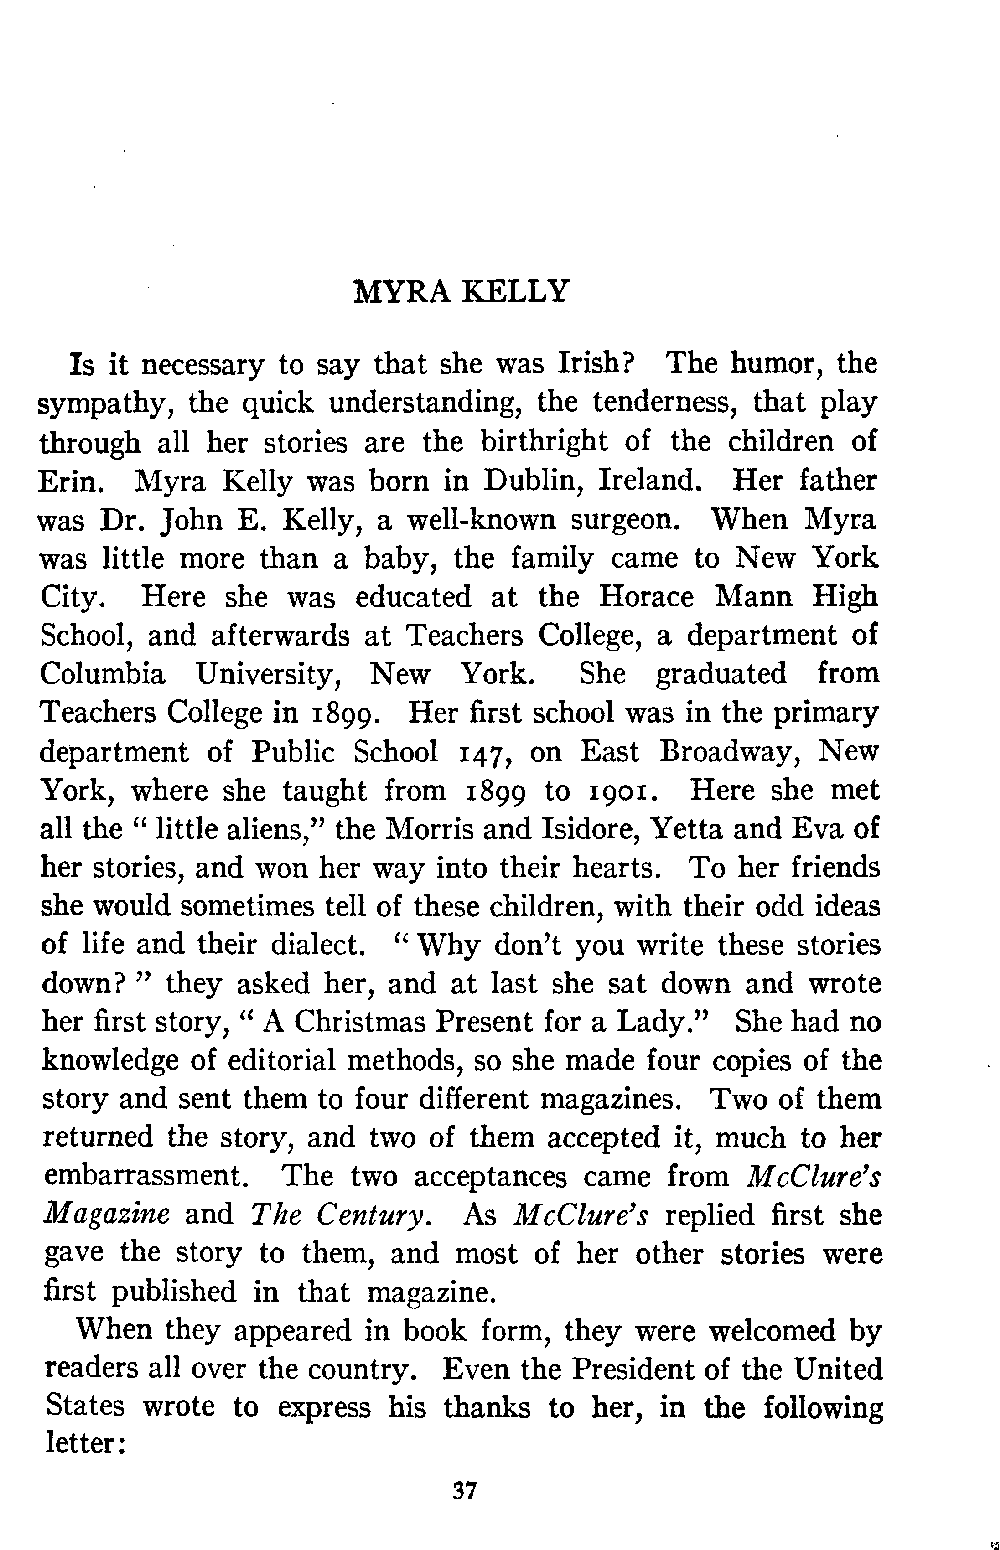 MYRA KELLY
Is it necessary to say that she was Irish? The humor, the
sympathy, the quick understanding, the tenderness, that play
through all her stories are the birthright of the children of
Erin. Myra Kelly was born in Dublin, Ireland. Her father
was Dr. John E. Kelly, a well-known surgeon. When Myra
was little more than a baby, the family came to New York
City. Here she was educated at the Horace Mann High
School, and afterwards at Teachers College, a department of
Columbia University, New York. She graduated from
Teachers College in 1899. Her first school was in the primary
department of Public School 147, on East Broadway, New
York, where she taught from 1899 to 1901. Here she met
all the “ little aliens,” the Morris and Isidore, Yetta and Eva of
her stories, and won her way into their hearts. To her friends
she would sometimes tell of these children, with their odd ideas
of life and their dialect. “ Why don’t you write these stories
down? ” they asked her, and at last she sat down and wrote
her first story, “ A Christmas Present for a Lady.” She had no
knowledge of editorial methods, so she made four copies of the
story and sent them to four different magazines. Two of them
returned the story, and two of them accepted it, much to her
embarrassment. The two acceptances came from McClure’s
Magazine and The Century. As McClure’s replied first she
gave the story to them, and most of her other stories were
first published in that magazine.
When they appeared in book form, they were welcomed by
readers all over the country. Even the President of the United
States wrote to express his thanks to her, in the following
letter:
37